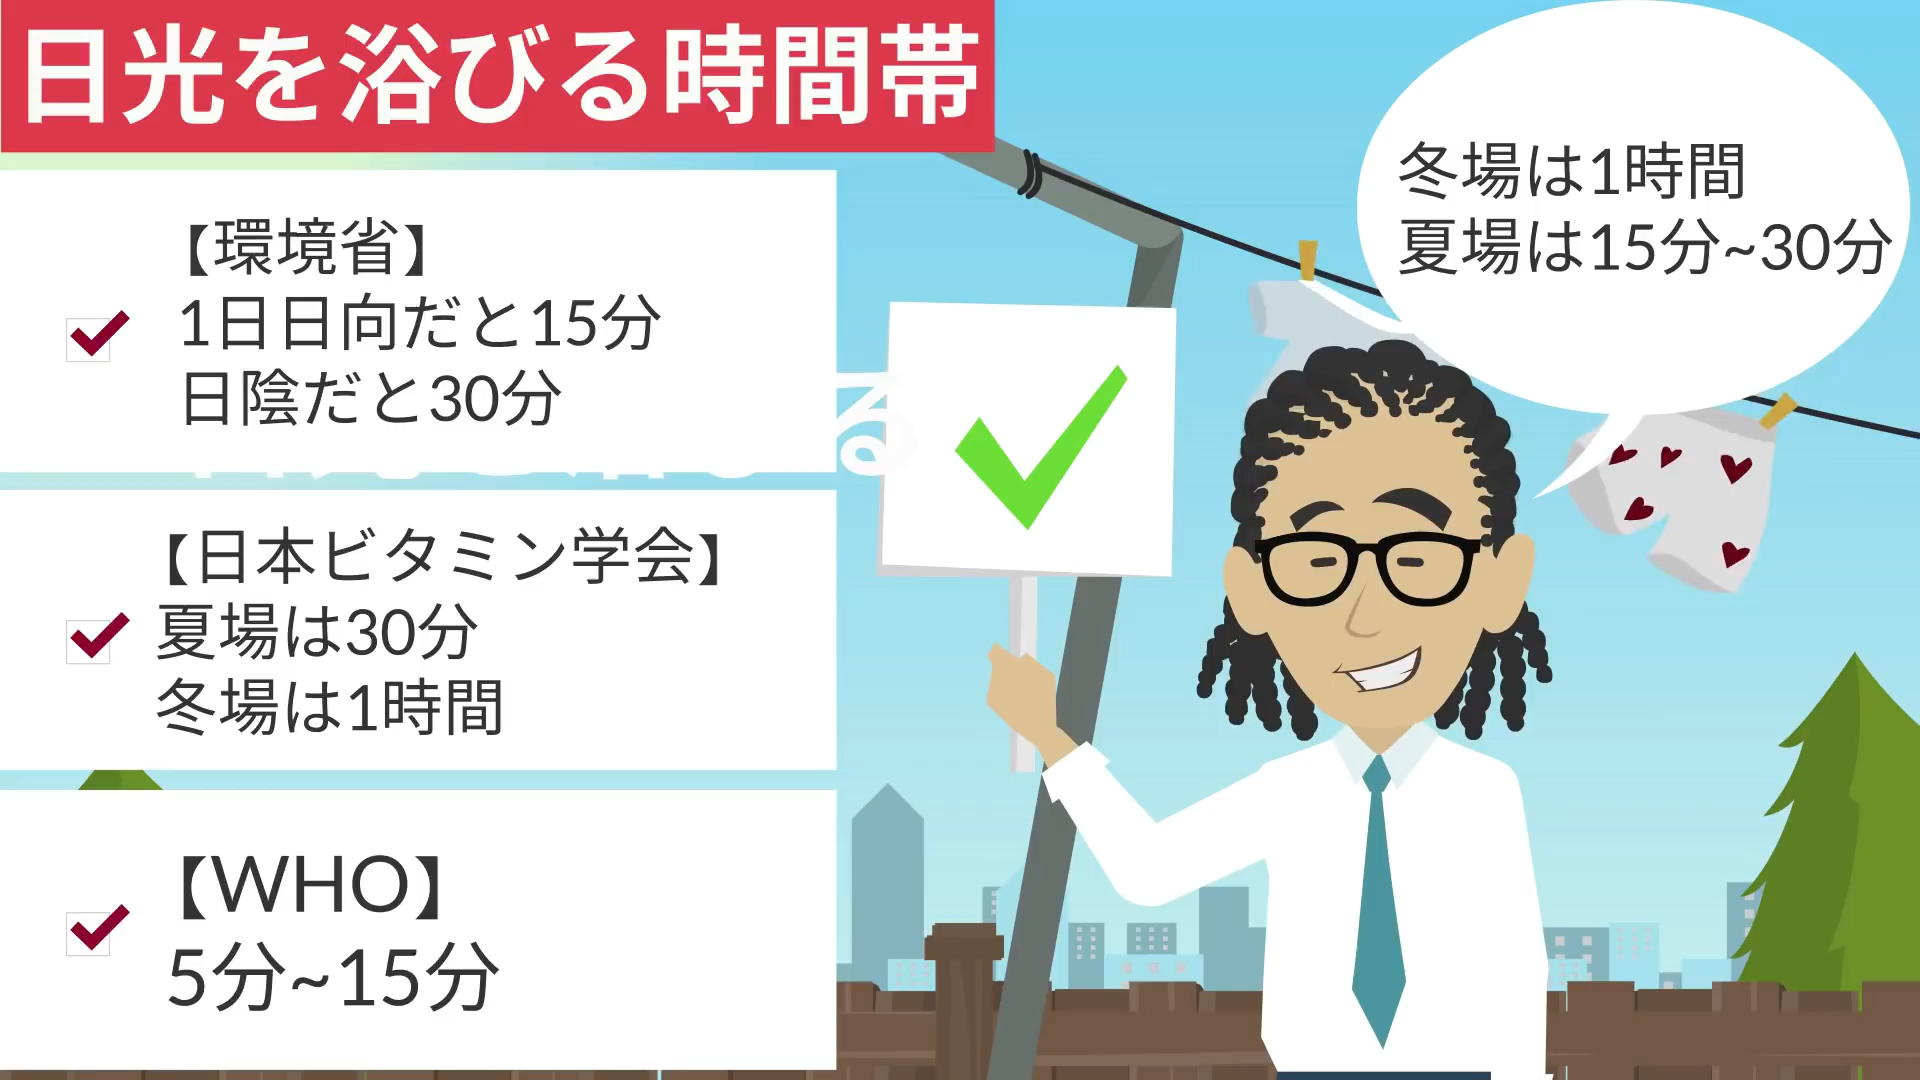 日光を浴びる時間帯
【環境省】
1日日向だと15分
日陰だと30分
【日本ビタミン学会】
夏場は30分
冬場は1時間
【WHO】
5分~15分
冬場は1時間
夏場は15分~30分
る